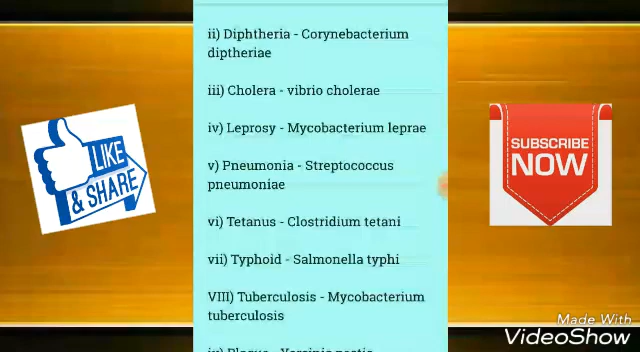 ii) Diphtheria - Corynebacterium
diptheriae
iii) Cholera - vibrio cholerae
iv) Leprosy - Mycobacterium leprae
v) Pneumonia - Streptococcus
pneumoniae
vi) Tetanus - Clostridium tetani
vii) Typhoid - Salmonella typhi
VIII) Tuberculosis - Mycobacterium
tuberculosis
LIKE
& SHARE
SUBSCRIBE
NOW
Made With
VideoShow